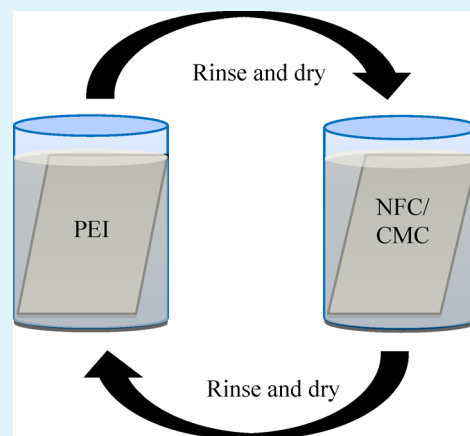 Rinse and dry
PEI
NFC/
CMC
Rinse and dry